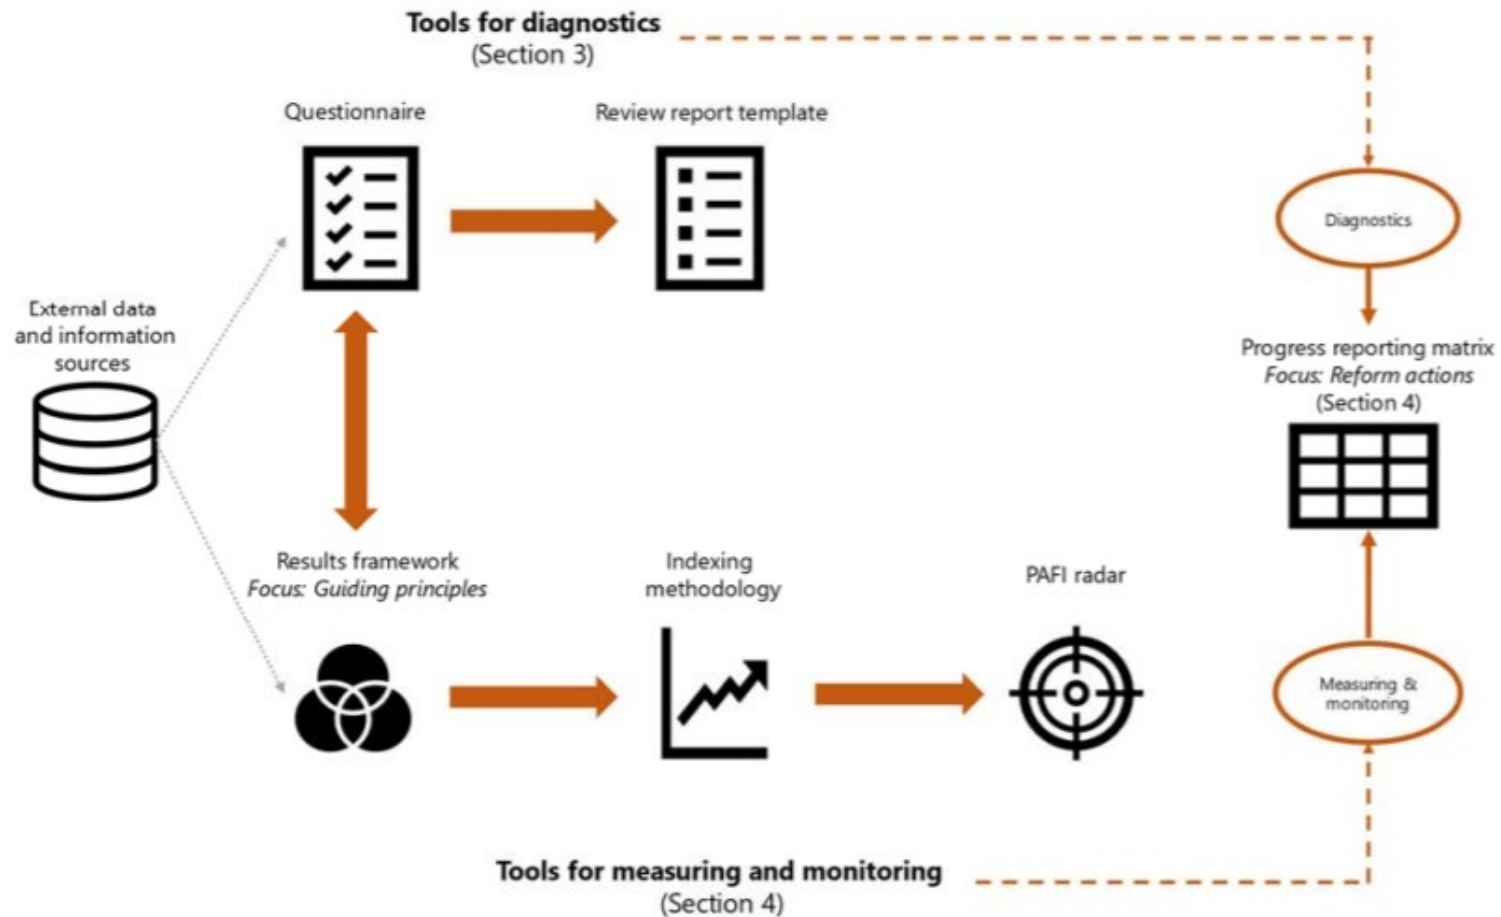 Tools for diagnostics
(Section 3)
Questionnaire
Review report template
Diagnostics
External data
and information
sources
Progress reporting matrix
Focus: Reform actions
(Section 4)
Results framework
Focus: Guiding principles
Indexing
methodology
PAFI radar
Measuring &
monitoring
Tools for measuring and monitoring
(Section 4)